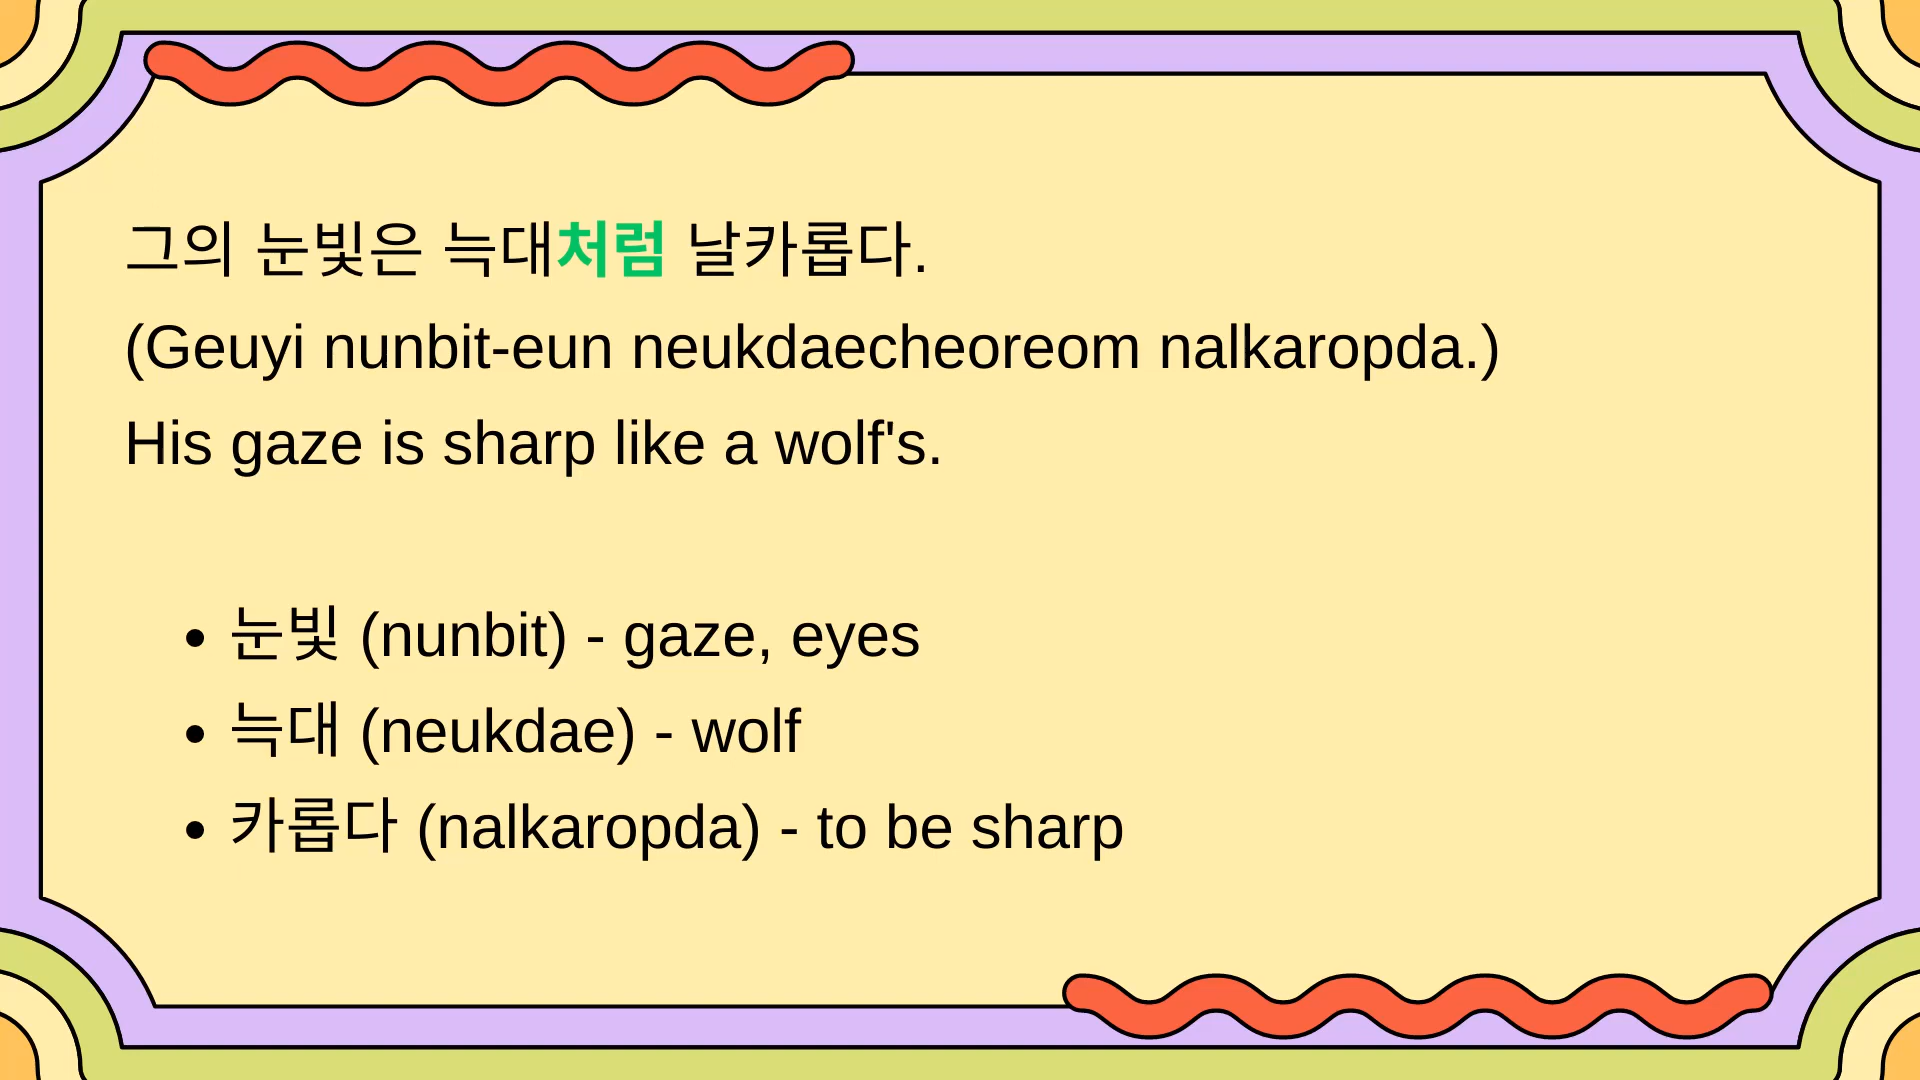 그의 눈빛은 늑대처럼 날카롭다.
(Geuyi nunbit-eun neukdaecheoreom nalkaropda.)
His gaze is sharp like a wolf's.
• 눈빛 (nunbit) - gaze, eyes
• 늑대 (neukdae) - wolf
• 카롭다 (nalkaropda) - to be sharp